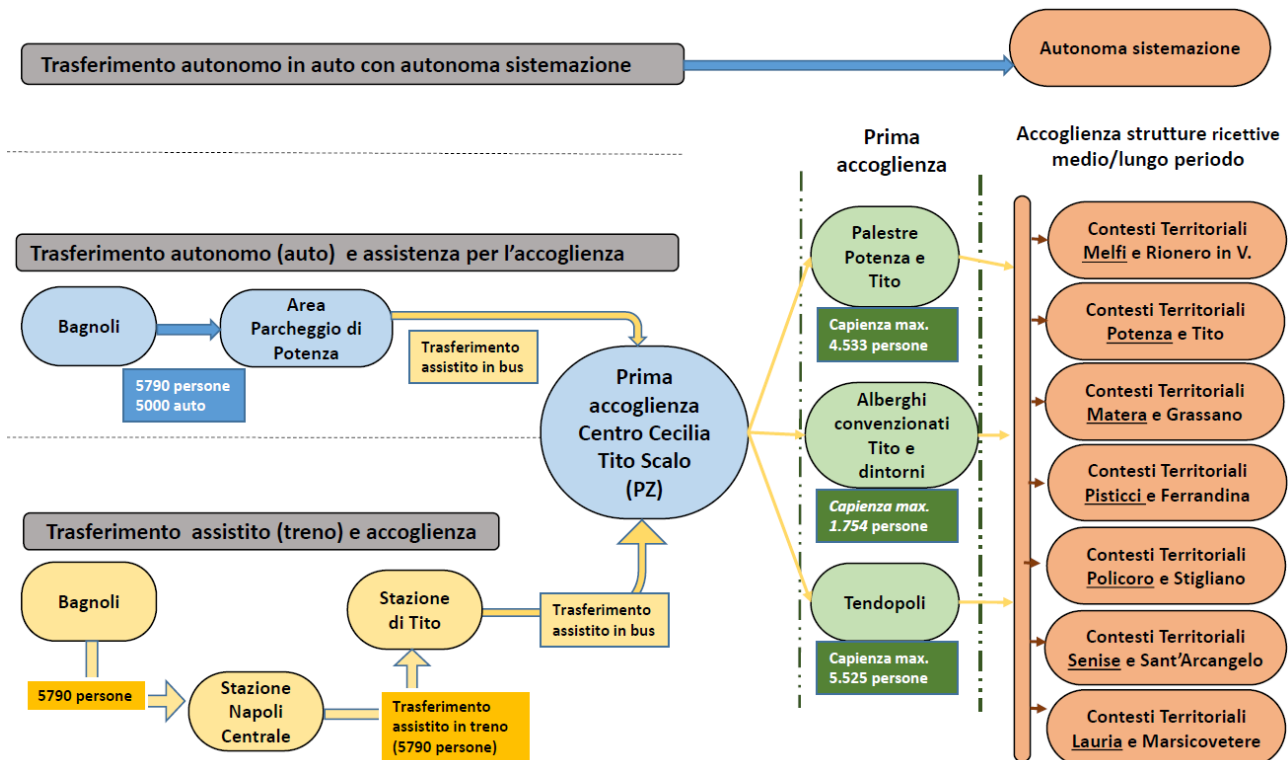 Trasferimento autonomo in auto con autonoma sistemazione
Autonoma sistemazione
Prima
accoglienza
Accoglienza strutture ricettive
medio/lungo periodo
Trasferimento autonomo (auto) e assistenza per l'accoglienza
Bagnoli
Area
Parcheggio di
Potenza
5790 persone
5000 auto
Trasferimento
assistito in bus
Prima
accoglienza
Centro Cecilia
Tito Scalo
(PZ)
Trasferimento assistito (treno) e accoglienza
Bagnoli
5790 persone
Stazione
Napoli
Centrale
Stazione
di Tito
Trasferimento
assistito in treno
(5790 persone)
Trasferimento
assistito in bus
Palestre
Potenza e
Tito
Capienza max.
4.533 persone
Alberghi
convenzionati
Tito e
dintorni
Capienza max.
1.754 persone
Tendopoli
Capienza max.
5.525 persone
Contesti Territoriali
Melfi e Rionero in V.
Contesti Territoriali
Potenza e Tito
Contesti Territoriali
Matera e Grassano
Contesti Territoriali
Pisticci e Ferrandina
Contesti Territoriali
Policoro e Stigliano
Contesti Territoriali
Senise e Sant'Arcangelo
Contesti Territoriali
Lauria e Marsicovetere